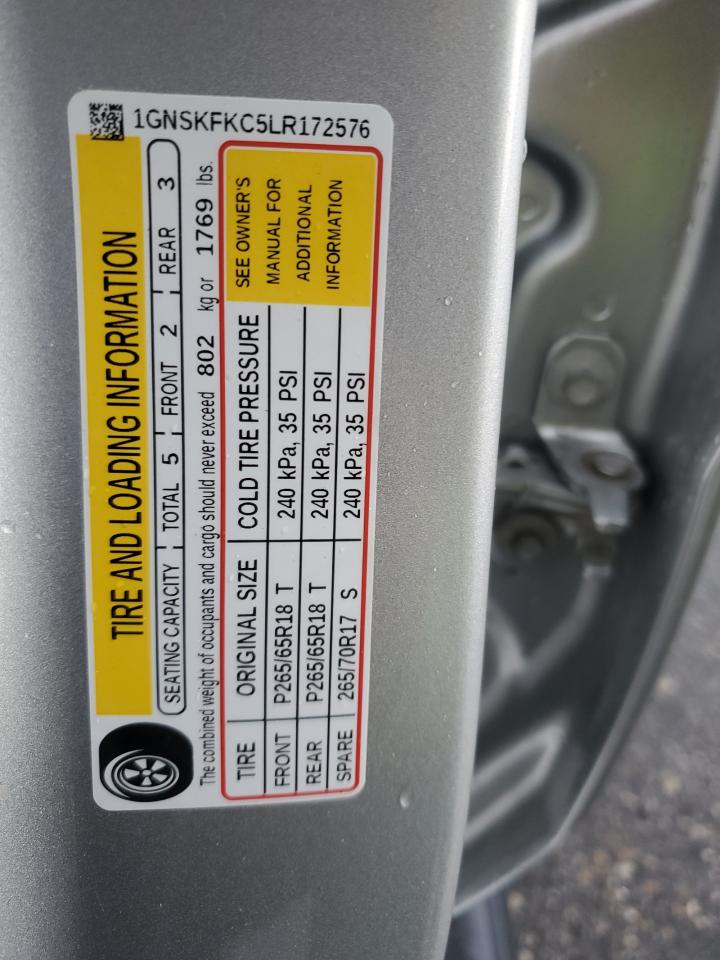 1GNSKFKC5LR172576
TIRE AND LOADING INFORMATION
SEATING CAPACITY TOTAL 5 FRONT 2 REAR 3
The combined weight of occupants and cargo should never exceed 802 kg or 1769 lbs.
TIRE ORIGINAL SIZE COLD TIRE PRESSURE
FRONT P265/65R18 T 240 kPa, 35 PSI
REAR P265/65R18 T 240 kPa, 35 PSI
SPARE 265/70R17 S 240 kPa, 35 PSI
SEE OWNER'S
MANUAL FOR
ADDITIONAL
INFORMATION